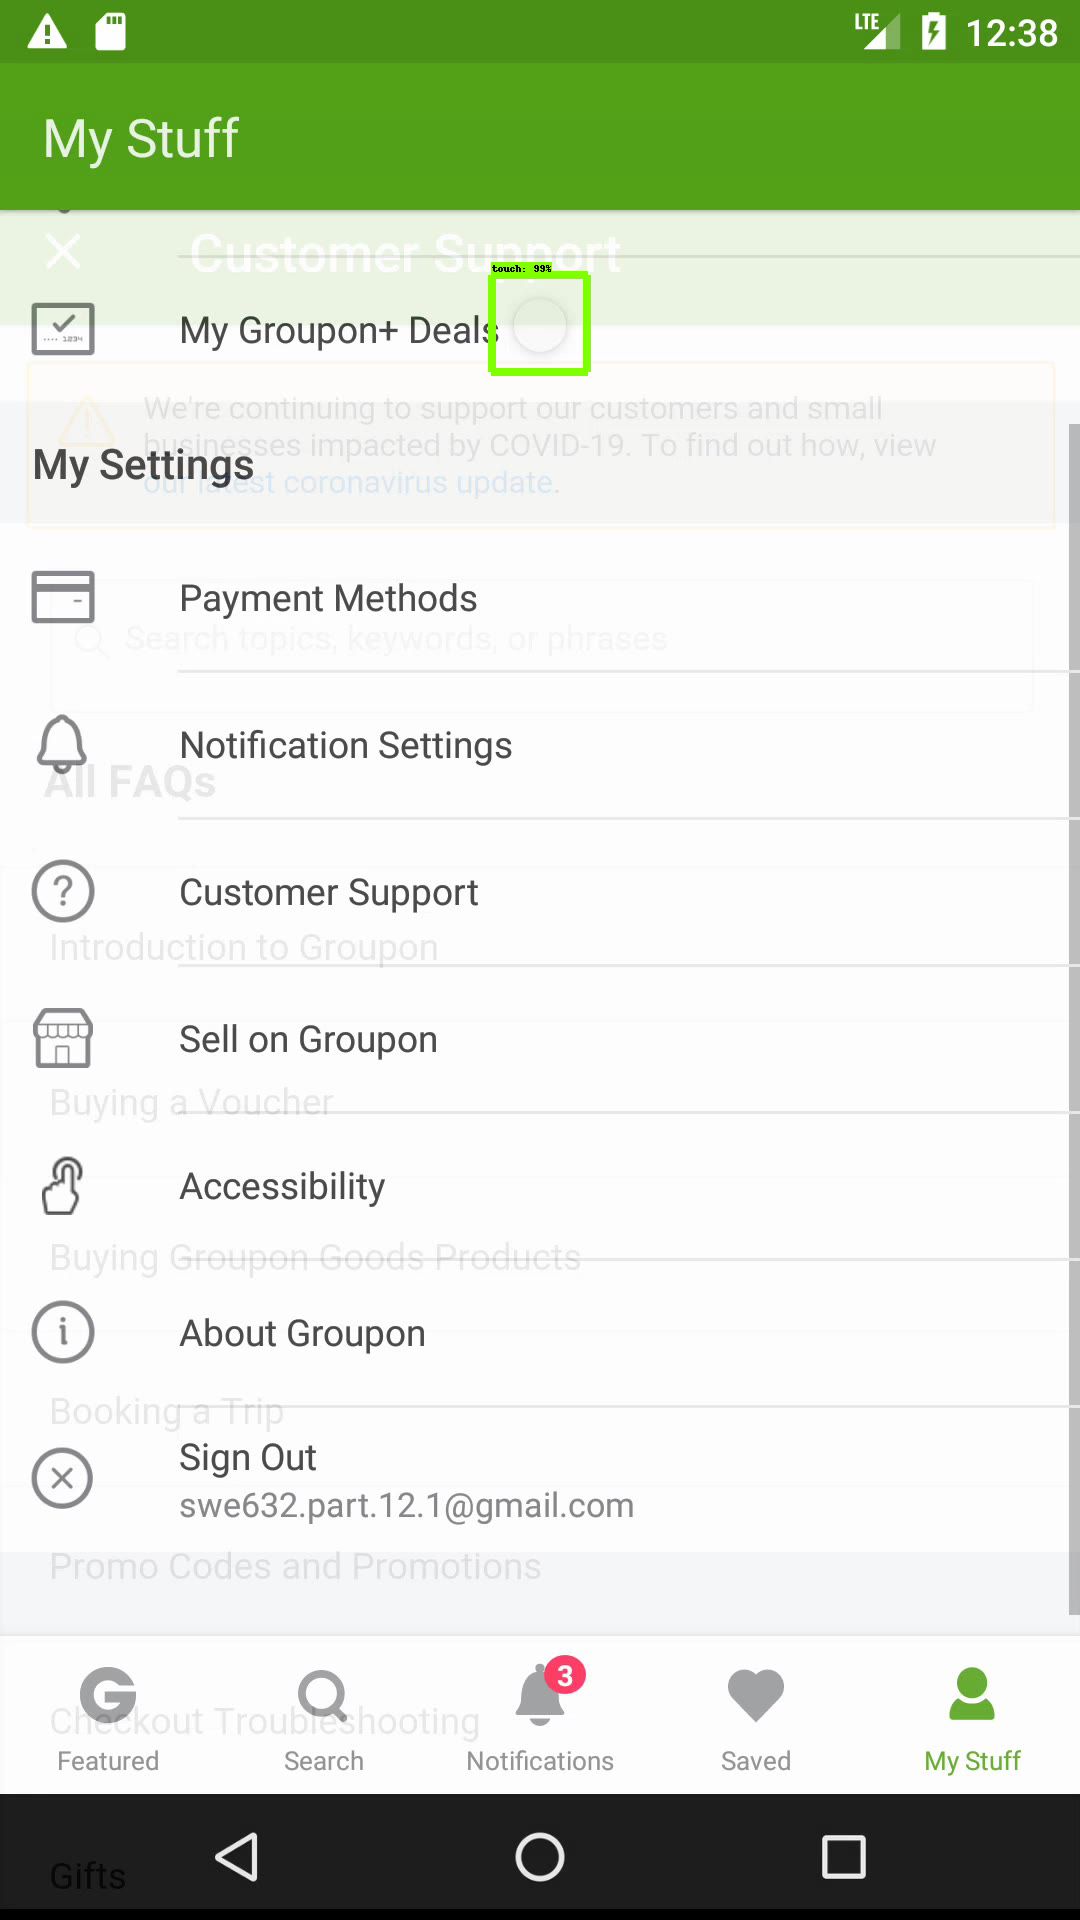 LTE 12:38
My Stuff
Customer Support
touch: 99%
My Groupon+ Deals
1234
We're continuing to support our customers and small
businesses impacted by COVID-19. To find out how, view
our latest coronavirus update.
My Settings
Payment Methods
Search topics, keywords, or phrases
Notification Settings
All FAQs
Customer Support
Introduction to Groupon
Sell on Groupon
Buying a Voucher
Accessibility
Buying Groupon Goods Products
About Groupon
Booking a Trip
Sign Out
swe632.part.12.1@gmail.com
Promo Codes and Promotions
3
Checkout Troubleshooting
Featured Search Notifications Saved My Stuff
Gifts